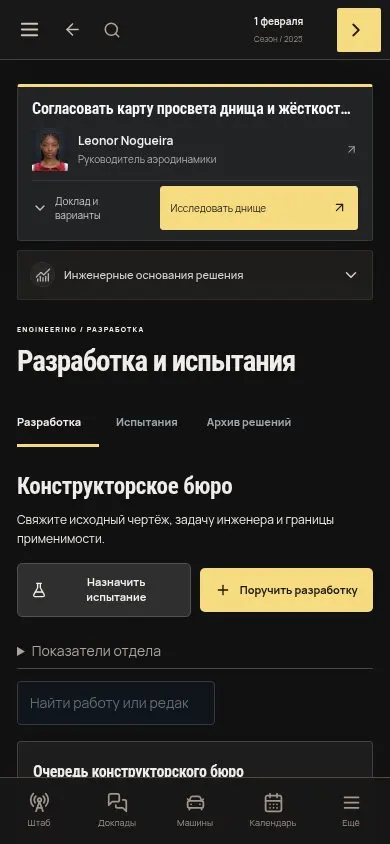 1 февраля
Сезон / 2025
Согласовать карту просвета днища и жёсткост…
Leonor Nogueira
Руководитель аэродинамики
Доклад и
варианты
Исследовать днище
Инженерные основания решения
ENGINEERING / РАЗРАБОТКА
Разработка и испытания
Разработка
Испытания
Архив решений
Конструкторское бюро
Свяжите исходный чертёж, задачу инженера и границы
применимости.
Назначить
испытание
Поручить разработку
Показатели отдела
Найти работу или редак
Очередь конструкторского бюро
Штаб
Доклады
Машины
Календарь
Ещё